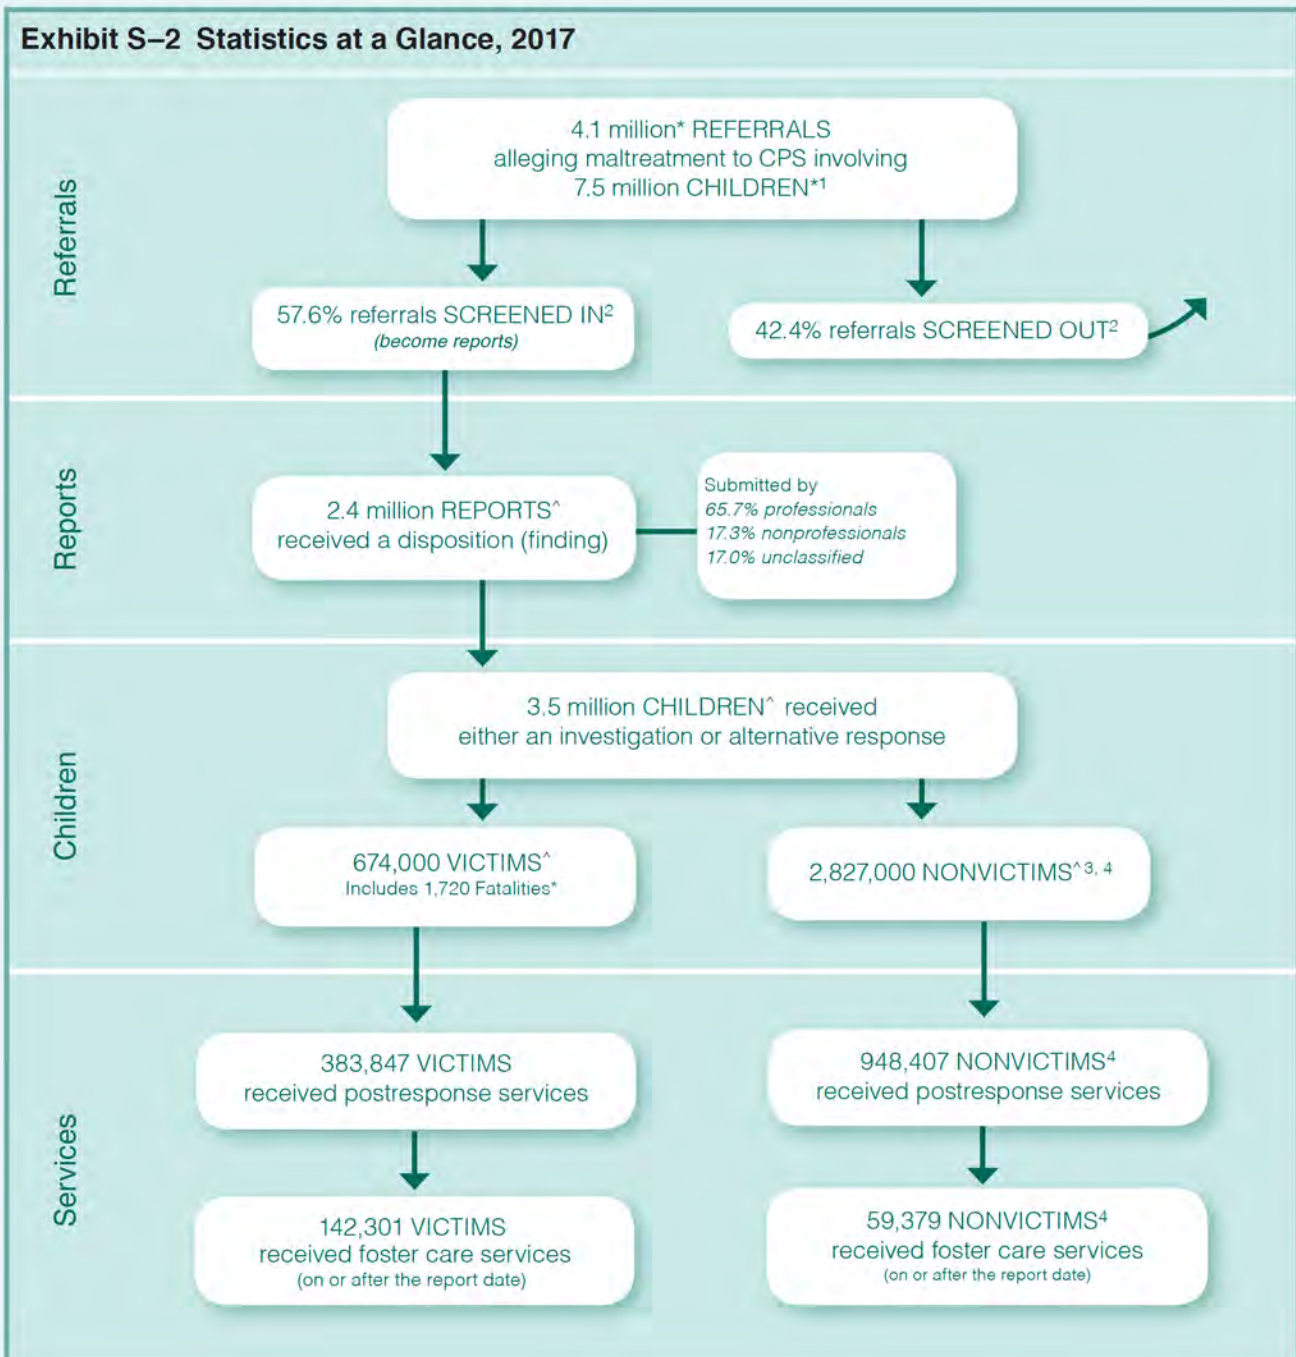 Exhibit S–2 Statistics at a Glance, 2017
Referrals
4.1 million* REFERRALS
alleging maltreatment to CPS involving
7.5 million CHILDREN*1
57.6% referrals SCREENED IN2
(become reports)
42.4% referrals SCREENED OUT2
Reports
2.4 million REPORTS^
received a disposition (finding)
Submitted by
65.7% professionals
17.3% nonprofessionals
17.0% unclassified
Children
3.5 million CHILDREN^ received
either an investigation or alternative response
674,000 VICTIMS^
Includes 1,720 Fatalities*
2,827,000 NONVICTIMS^ 3, 4
Services
383,847 VICTIMS
received postresponse services
948,407 NONVICTIMS4
received postresponse services
142,301 VICTIMS
received foster care services
(on or after the report date)
59,379 NONVICTIMS4
received foster care services
(on or after the report date)